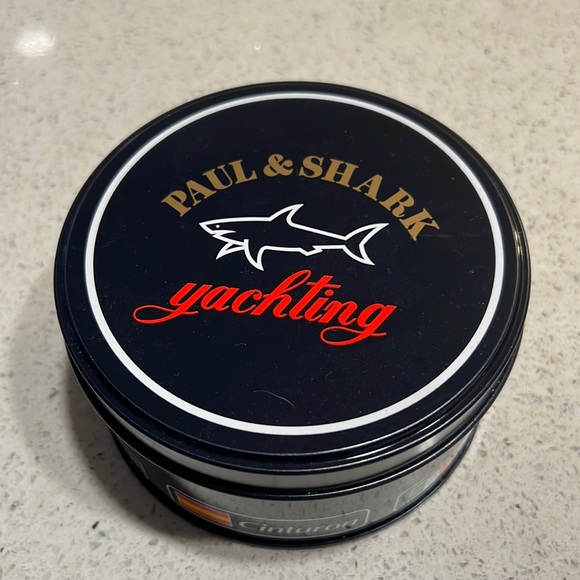 PAUL & SHARK
yachting
Cinturon